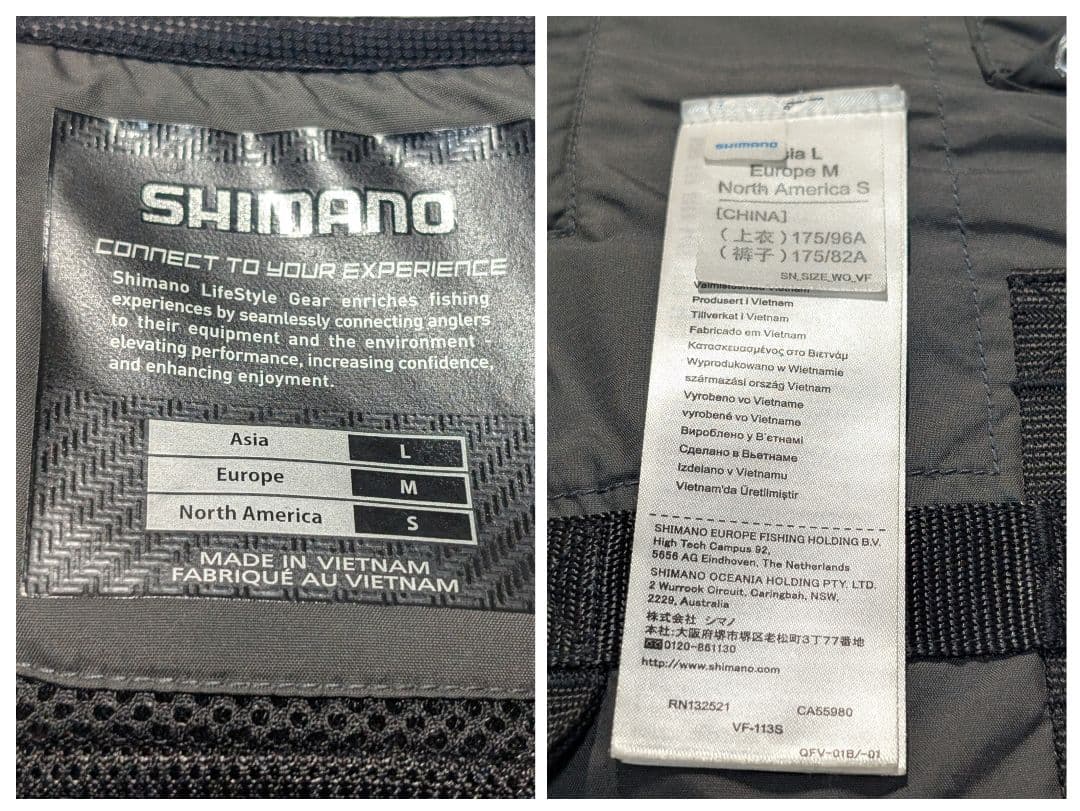 SHIMANO
CONNECT TO YOUR EXPERIENCE
Shimano LifeStyle Gear enriches fishing
experiences by seamlessly connecting anglers
to their equipment and the environment -
elevating performance, increasing confidence,
and enhancing enjoyment.
Asia L
Europe M
North America S
MADE IN VIETNAM
FABRIQUÉ AU VIETNAM
SHIMANO
L
Europe M
North America S
[CHINA]
(上衣)175/96A
(裤子)175/82A
SN_SIZE_WO_VF
Produsert i Vietnam
Tillverkat i Vietnam
Fabricado em Vietnam
Κατασκευασμένος στο Βιετνάμ
Wyprodukowano w Wietnamie
származási ország Vietnam
Vyrobeno vo Vietname
vyrobené vo Vietname
Вироблено у В'єтнамі
Сделано в Вьетнаме
Izdelano v Vietnamu
Vietnam'da Üretilmiştir
SHIMANO EUROPE FISHING HOLDING B.V.
High Tech Campus 92,
5656 AG Eindhoven, The Netherlands
SHIMANO OCEANIA HOLDING PTY. LTD.
2 Wurrook Circuit, Caringbah, NSW,
2229, Australia
株式会社 シマノ
本社:大阪府堺市堺区老松町3丁77番地
0120-861130
http://www.shimano.com
RN132521 CA55980
VF-113S
QFV-01B/-01